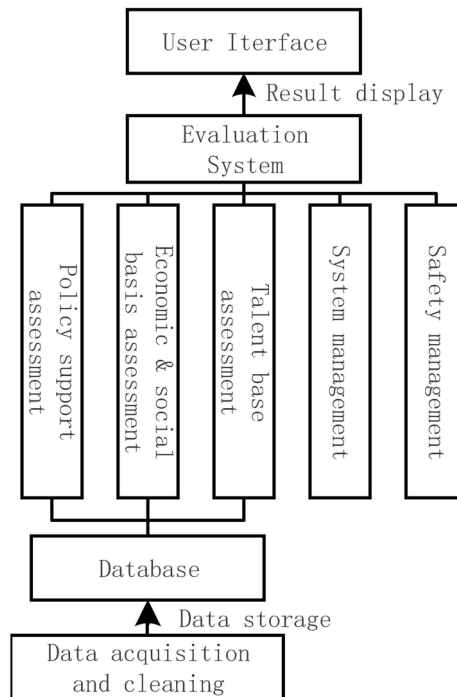 User Iterface
Result display
Evaluation
System
Policy support
assessment
Economic & social
basis assessment
Talent base
assessment
System management
Safety management
Database
Data storage
Data acquisition
and cleaning